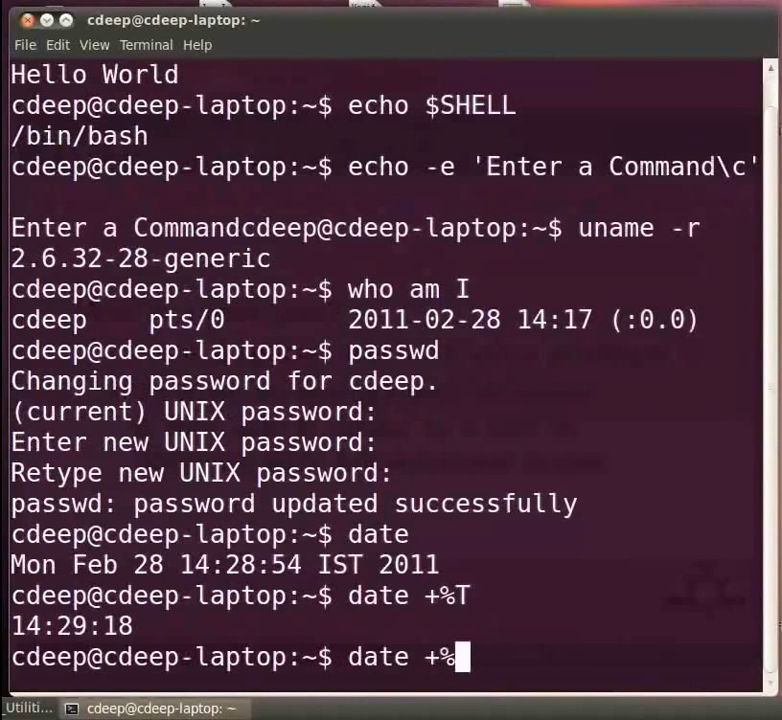 cdeep@cdeep-laptop: ~
File Edit View Terminal Help
Hello World
cdeep@cdeep-laptop:~$ echo $SHELL
/bin/bash
cdeep@cdeep-laptop:~$ echo -e 'Enter a Command\c'
Enter a Commandcdeep@cdeep-laptop:~$ uname -r
2.6.32-28-generic
cdeep@cdeep-laptop:~$ who am I
cdeep    pts/0        2011-02-28 14:17 (:0.0)
cdeep@cdeep-laptop:~$ passwd
Changing password for cdeep.
(current) UNIX password:
Enter new UNIX password:
Retype new UNIX password:
passwd: password updated successfully
cdeep@cdeep-laptop:~$ date
Mon Feb 28 14:28:54 IST 2011
cdeep@cdeep-laptop:~$ date +%T
14:29:18
cdeep@cdeep-laptop:~$ date +%
Utiliti... cdeep@cdeep-laptop: ~